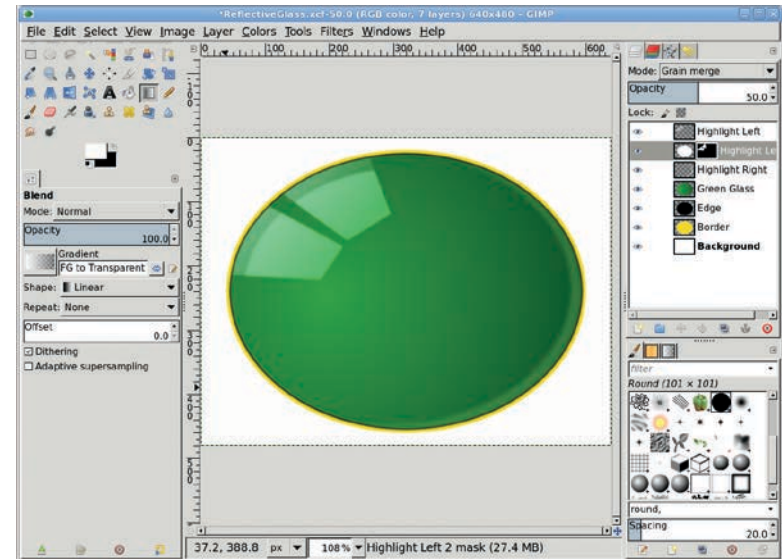 *ReflectiveGlass.xcf-50.0 (RGB color, 7 layers) 640x480 – GIMP
File Edit Select View Image Layer Colors Tools Filters Windows Help
0 100 200 300 400 500 600
Mode: Grain merge
Opacity
50.0
Lock:
Highlight Left
Highlight Le
Highlight Right
Green Glass
Edge
Border
Background
Blend
Mode: Normal
Opacity
100.0
Gradient
FG to Transparent
Shape: Linear
Repeat: None
Offset
0.0
Dithering
Adaptive supersampling
filter
Round (101 × 101)
round,
Spacing
20.0
37.2, 388.8 px 108% Highlight Left 2 mask (27.4 MB)